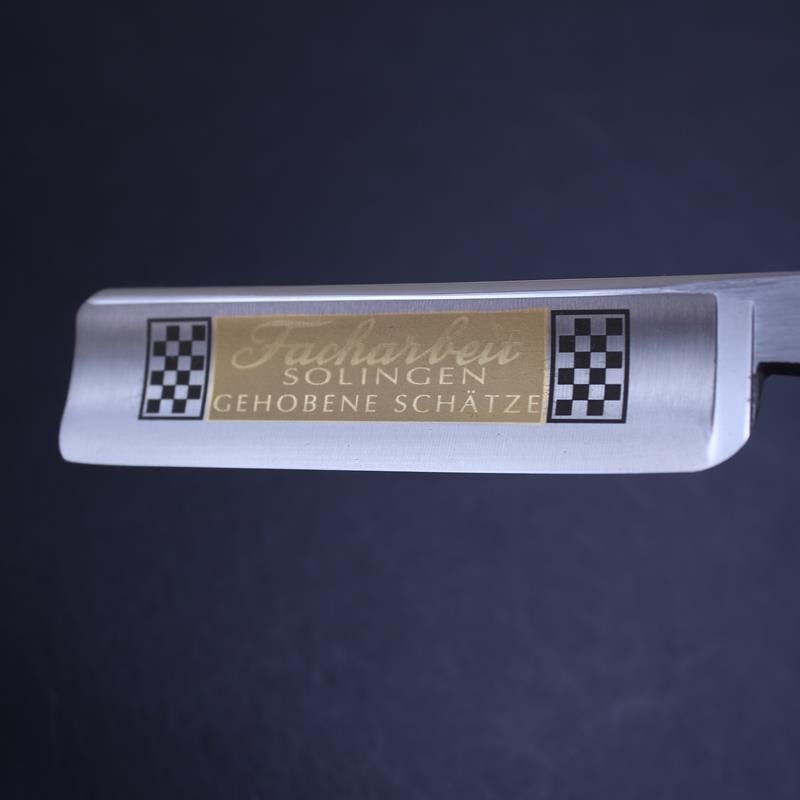 Facharbeit
SOLINGEN
GEHOBENE SCHÄTZE